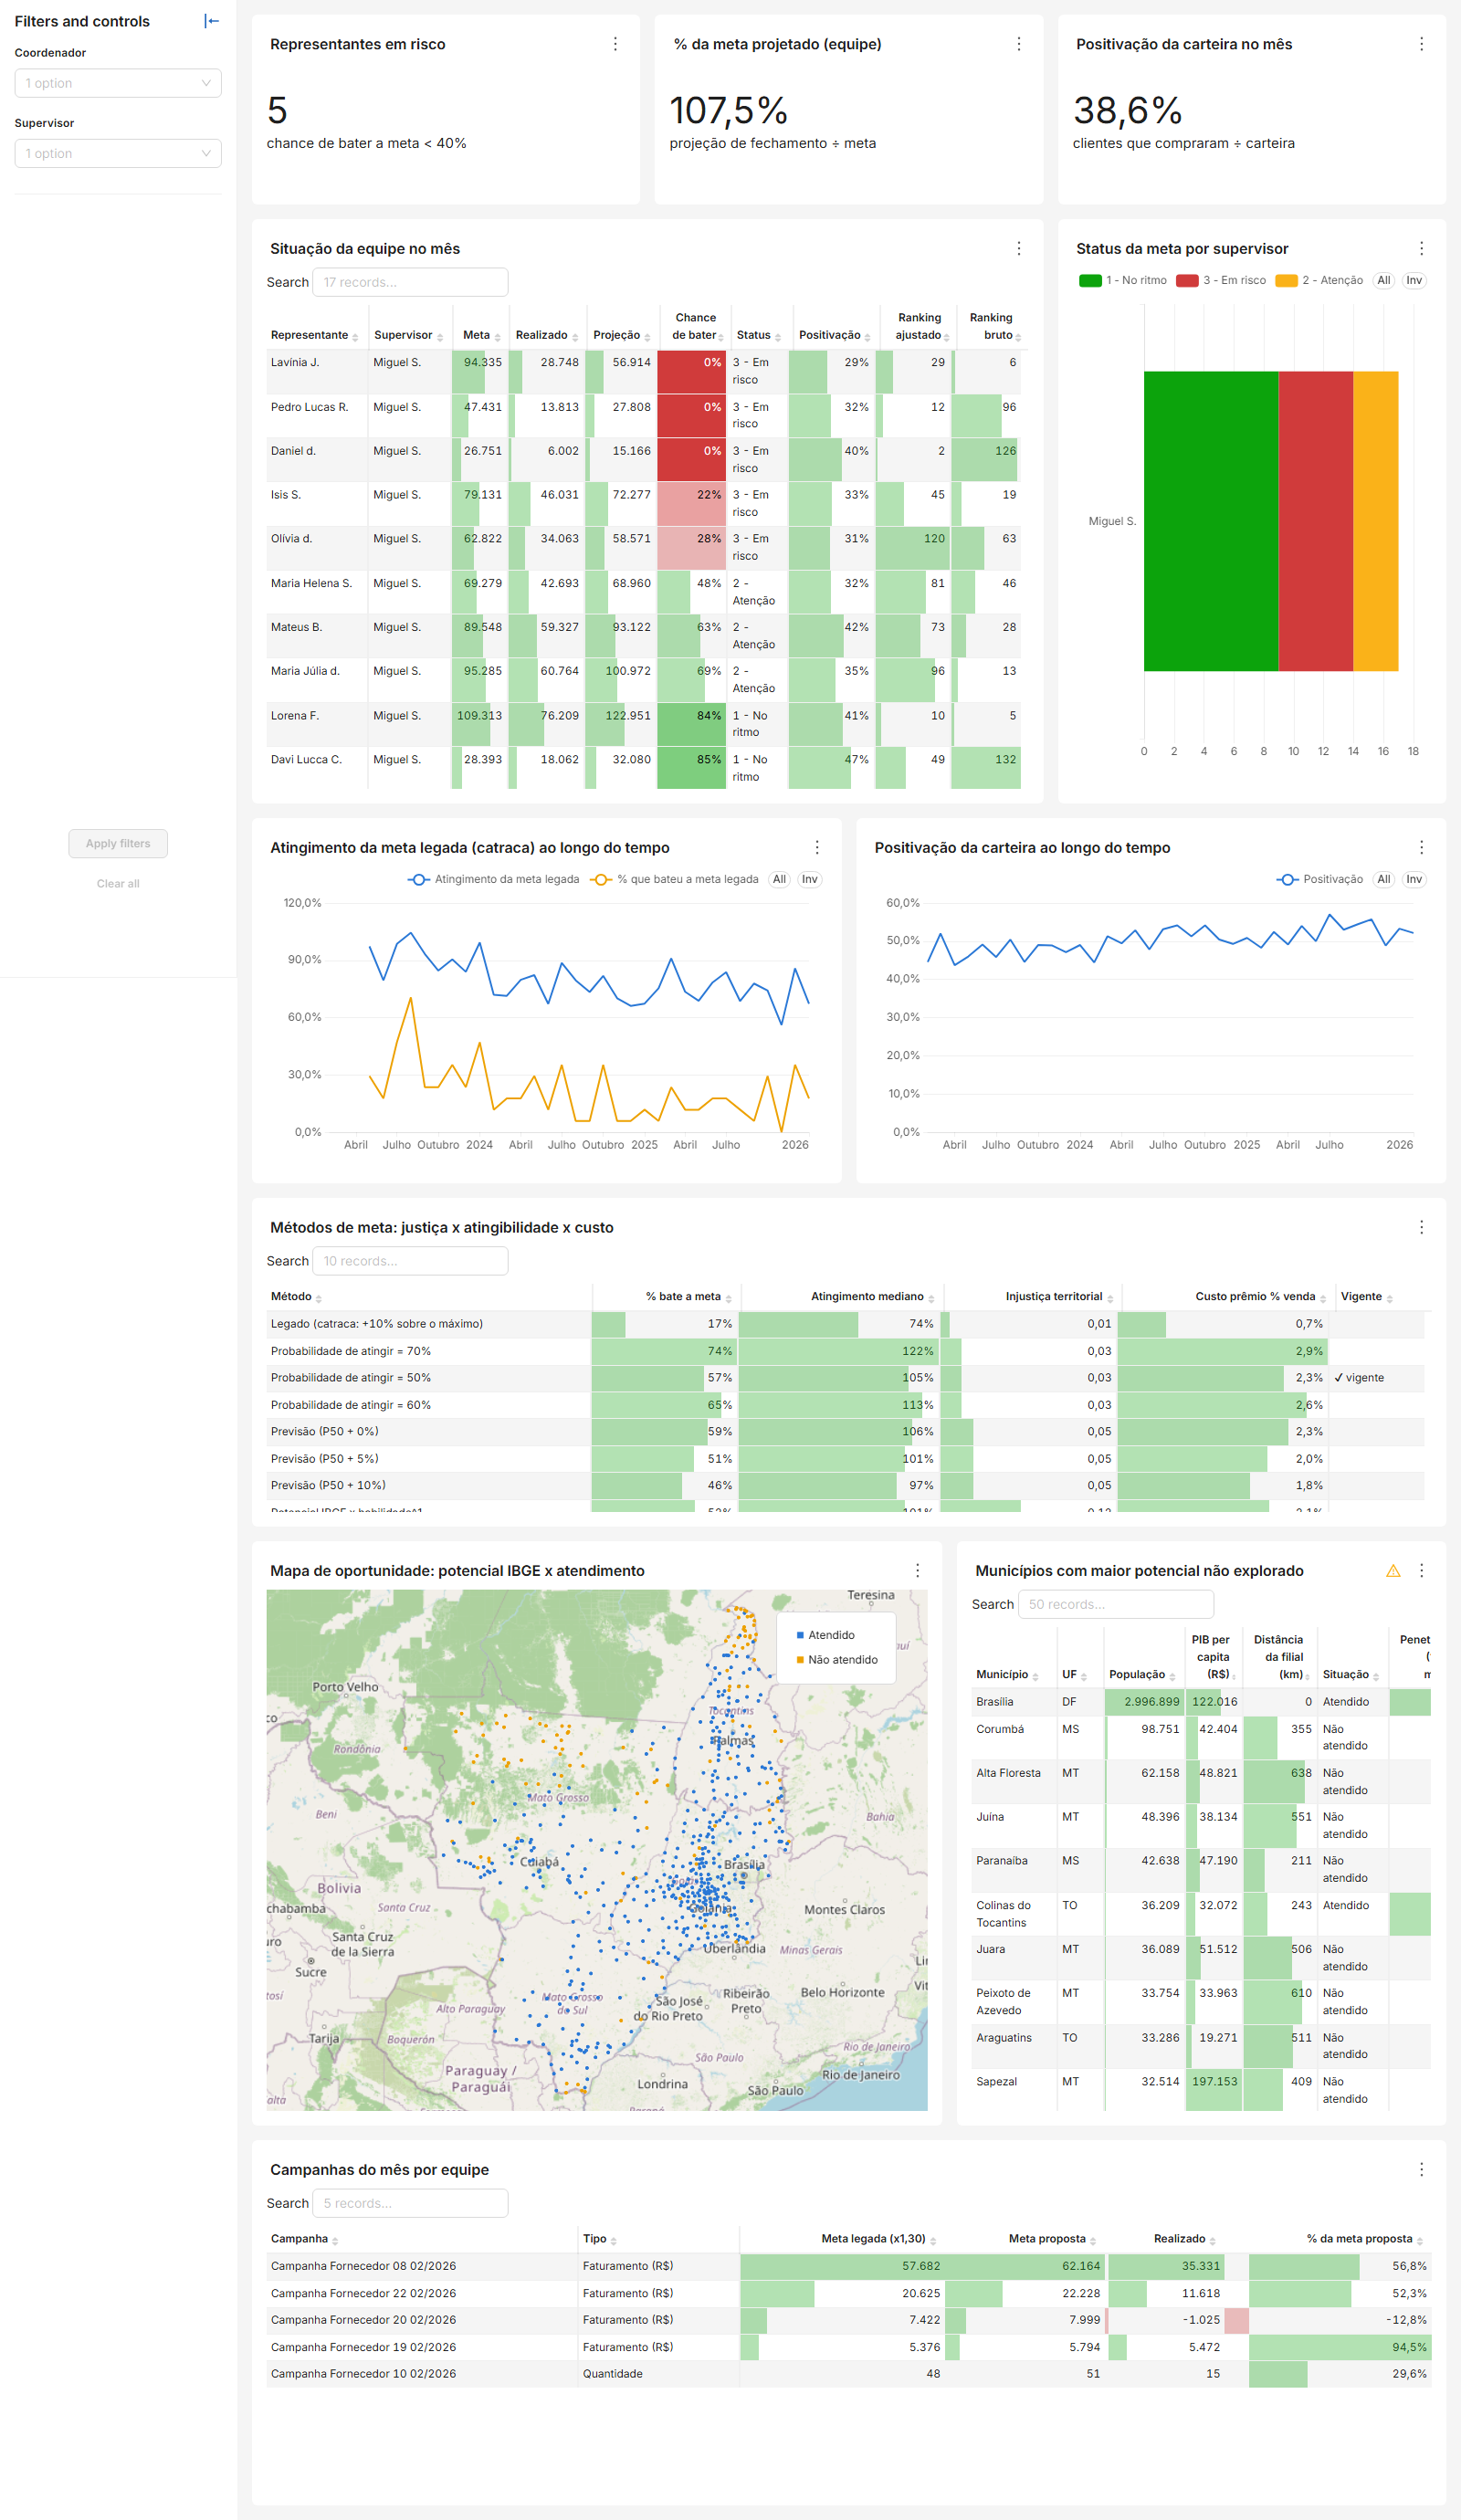 Filters and controls
Coordenador
1 option
Supervisor
1 option
Apply filters
Clear all
Representantes em risco
5
chance de bater a meta < 40%
% da meta projetado (equipe)
107,5%
projeção de fechamento ÷ meta
Positivação da carteira no mês
38,6%
clientes que compraram ÷ carteira
Situação da equipe no mês
Search 17 records...
Representante Supervisor Meta Realizado Projeção Chance de bater Status Positivação Ranking ajustado Ranking bruto
Lavínia J. Miguel S. 94.335 28.748 56.914 0% 3 - Em risco 29% 29 6
Pedro Lucas R. Miguel S. 47.431 13.813 27.808 0% 3 - Em risco 32% 12 96
Daniel d. Miguel S. 26.751 6.002 15.166 0% 3 - Em risco 40% 2 126
Isis S. Miguel S. 79.131 46.031 72.277 22% 3 - Em risco 33% 45 19
Olívia d. Miguel S. 62.822 34.063 58.571 28% 3 - Em risco 31% 120 63
Maria Helena S. Miguel S. 69.279 42.693 68.960 48% 2 - Atenção 32% 81 46
Mateus B. Miguel S. 89.548 59.327 93.122 63% 2 - Atenção 42% 73 28
Maria Júlia d. Miguel S. 95.285 60.764 100.972 69% 2 - Atenção 35% 96 13
Lorena F. Miguel S. 109.313 76.209 122.951 84% 1 - No ritmo 41% 10 5
Davi Lucca C. Miguel S. 28.393 18.062 32.080 85% 1 - No ritmo 47% 49 132
Status da meta por supervisor
1 - No ritmo 3 - Em risco 2 - Atenção All Inv
Miguel S.
0 2 4 6 8 10 12 14 16 18
Atingimento da meta legada (catraca) ao longo do tempo
Atingimento da meta legada % que bateu a meta legada All Inv
120,0%
90,0%
60,0%
30,0%
0,0%
Abril Julho Outubro 2024 Abril Julho Outubro 2025 Abril Julho 2026
Positivação da carteira ao longo do tempo
Positivação All Inv
60,0%
50,0%
40,0%
30,0%
20,0%
10,0%
0,0%
Abril Julho Outubro 2024 Abril Julho Outubro 2025 Abril Julho 2026
Métodos de meta: justiça x atingibilidade x custo
Search 10 records...
Método % bate a meta Atingimento mediano Injustiça territorial Custo prêmio % venda Vigente
Legado (catraca: +10% sobre o máximo) 17% 74% 0,01 0,7%
Probabilidade de atingir = 70% 74% 122% 0,03 2,9%
Probabilidade de atingir = 50% 57% 105% 0,03 2,3% ✓ vigente
Probabilidade de atingir = 60% 65% 113% 0,03 2,6%
Previsão (P50 + 0%) 59% 106% 0,05 2,3%
Previsão (P50 + 5%) 51% 101% 0,05 2,0%
Previsão (P50 + 10%) 46% 97% 0,05 1,8%
Mapa de oportunidade: potencial IBGE x atendimento
Atendido
Não atendido
Teresina
Porto Velho
Tocantins
Palmas
Rondônia
Mato Grosso
Beni
Bahia
Cuiabá
Brasília
Bolivia
Santa Cruz
Goiânia
Montes Claros
Santa Cruz de la Sierra
Uberlândia
Minas Gerais
Sucre
Mato Grosso do Sul
Alto Paraguay
São José do Rio Preto
Ribeirão Preto
Belo Horizonte
Tarija
Boquerón
Rio de Janeiro
São Paulo
Paraguay / Paraguái
Londrina
São Paulo
Rio de Janeiro
Municípios com maior potencial não explorado
Search 50 records...
Município UF População PIB per capita (R$) Distância da filial (km) Situação
Brasília DF 2.996.899 122.016 0 Atendido
Corumbá MS 98.751 42.404 355 Não atendido
Alta Floresta MT 62.158 48.821 638 Não atendido
Juína MT 48.396 38.134 551 Não atendido
Paranaíba MS 42.638 47.190 211 Não atendido
Colinas do Tocantins TO 36.209 32.072 243 Atendido
Juara MT 36.089 51.512 506 Não atendido
Peixoto de Azevedo MT 33.754 33.963 610 Não atendido
Araguatins TO 33.286 19.271 511 Não atendido
Sapezal MT 32.514 197.153 409 Não atendido
Campanhas do mês por equipe
Search 5 records...
Campanha Tipo Meta legada (x1,30) Meta proposta Realizado % da meta proposta
Campanha Fornecedor 08 02/2026 Faturamento (R$) 57.682 62.164 35.331 56,8%
Campanha Fornecedor 22 02/2026 Faturamento (R$) 20.625 22.228 11.618 52,3%
Campanha Fornecedor 20 02/2026 Faturamento (R$) 7.422 7.999 -1.025 -12,8%
Campanha Fornecedor 19 02/2026 Faturamento (R$) 5.376 5.794 5.472 94,5%
Campanha Fornecedor 10 02/2026 Quantidade 48 51 15 29,6%